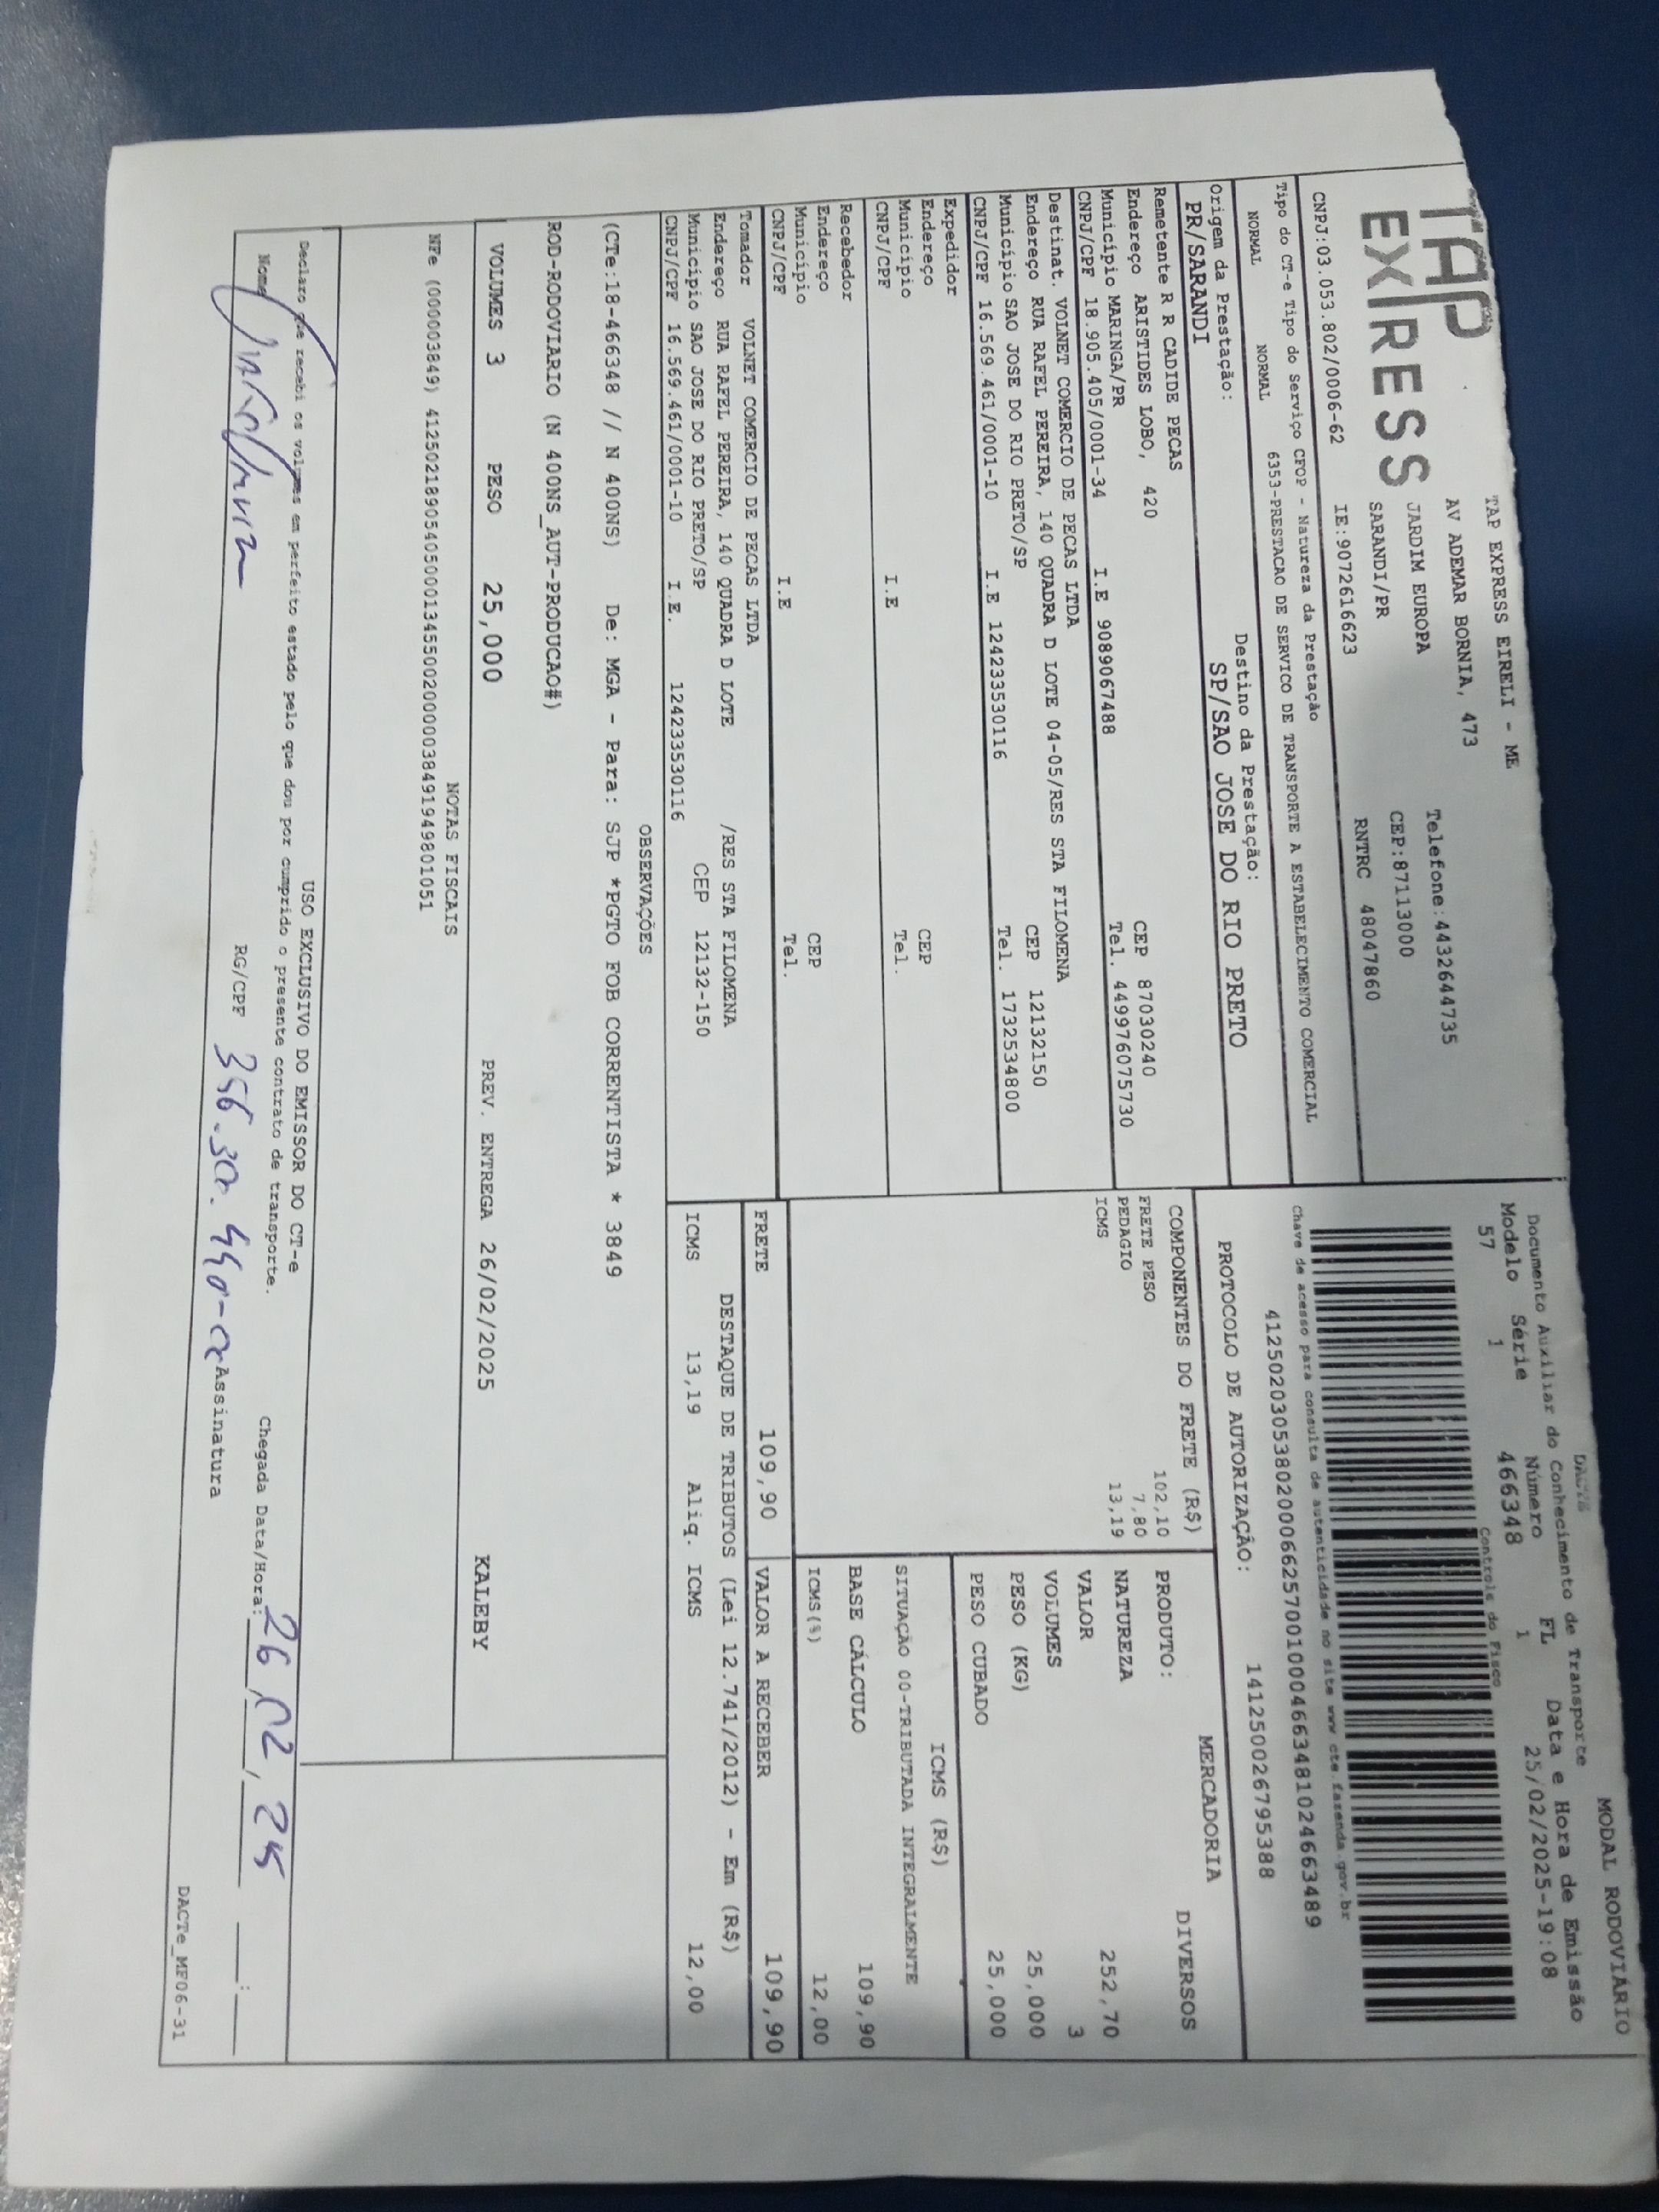 TAP EXPRESS
TAP EXPRESS EIRELI - ME
AV ADEMAR BORNIA, 473 Telefone:4432644735
JARDIM EUROPA CEP:87113000
SARANDI/PR RNTRC 48047860
CNPJ:03.053.802/0006-62 IE:9072616623
Tipo do CT-e Tipo do Serviço CFOP - Natureza da Prestação
NORMAL NORMAL 6353-PRESTACAO DE SERVICO DE TRANSPORTE A ESTABELECIMENTO COMERCIAL
Origem da Prestação: Destino da Prestação:
PR/SARANDI SP/SAO JOSE DO RIO PRETO
Remetente R R CADIDE PECAS
Endereço ARISTIDES LOBO, 420 CEP 87030240
Município MARINGA/PR Tel. 449976075730
CNPJ/CPF 18.905.405/0001-34 I.E 9089067488
Destinat. VOLNET COMERCIO DE PECAS LTDA
Endereço RUA RAFEL PEREIRA, 140 QUADRA D LOTE 04-05/RES STA FILOMENA
CEP 12132150
Município SAO JOSE DO RIO PRETO/SP Tel. 1732534800
CNPJ/CPF 16.569.461/0001-10 I.E 124233530116
Expedidor
Endereço CEP
Município Tel.
CNPJ/CPF I.E
Recebedor
Endereço CEP
Município Tel.
CNPJ/CPF I.E
Tomador VOLNET COMERCIO DE PECAS LTDA
Endereço RUA RAFEL PEREIRA, 140 QUADRA D LOTE /RES STA FILOMENA
Município SAO JOSE DO RIO PRETO/SP CEP 12132-150
CNPJ/CPF 16.569.461/0001-10 I.E. 124233530116
MODAL RODOVIÁRIO
DACTE
Documento Auxiliar do Conhecimento de Transporte
Modelo Série Número FL Data e Hora de Emissão
57 1 466348 1 25/02/2025-19:08
Controle do Fisco
Chave de acesso para consulta de autenticidade no site www.cte.fazenda.gov.br
41250203053802000662570010004663481024663489
PROTOCOLO DE AUTORIZAÇÃO: 141250026795388
COMPONENTES DO FRETE (R$)
FRETE PESO 102,10
PEDAGIO 7,80
ICMS 13,19
MERCADORIA
PRODUTO: DIVERSOS
NATUREZA
VALOR 252,70
VOLUMES 3
PESO (KG) 25,000
PESO CUBADO 25,000
ICMS (R$)
SITUAÇÃO 00-TRIBUTADA INTEGRALMENTE
BASE CÁLCULO 109,90
ICMS(%) 12,00
FRETE 109,90 VALOR A RECEBER 109,90
DESTAQUE DE TRIBUTOS (Lei 12.741/2012) - Em (R$)
ICMS 13,19 Aliq. ICMS 12,00
OBSERVAÇÕES
(CTe:18-466348 // N 400NS) De: MGA - Para: SJP *PGTO FOB CORRENTISTA * 3849
ROD-RODOVIARIO (N 400NS_AUT-PRODUCAO#)
VOLUMES 3 PESO 25,000 PREV. ENTREGA 26/02/2025 KALEBY
NOTAS FISCAIS
NFe (000003849) 41250218905405000134550020000038491949801051
USO EXCLUSIVO DO EMISSOR DO CT-e
Declaro que recebi os volumes em perfeito estado pelo que dou por cumprido o presente contrato de transporte.
Chegada Data/Hora: 26,02,25 :
Nome RG/CPF Assinatura
DACTe_MF06-31